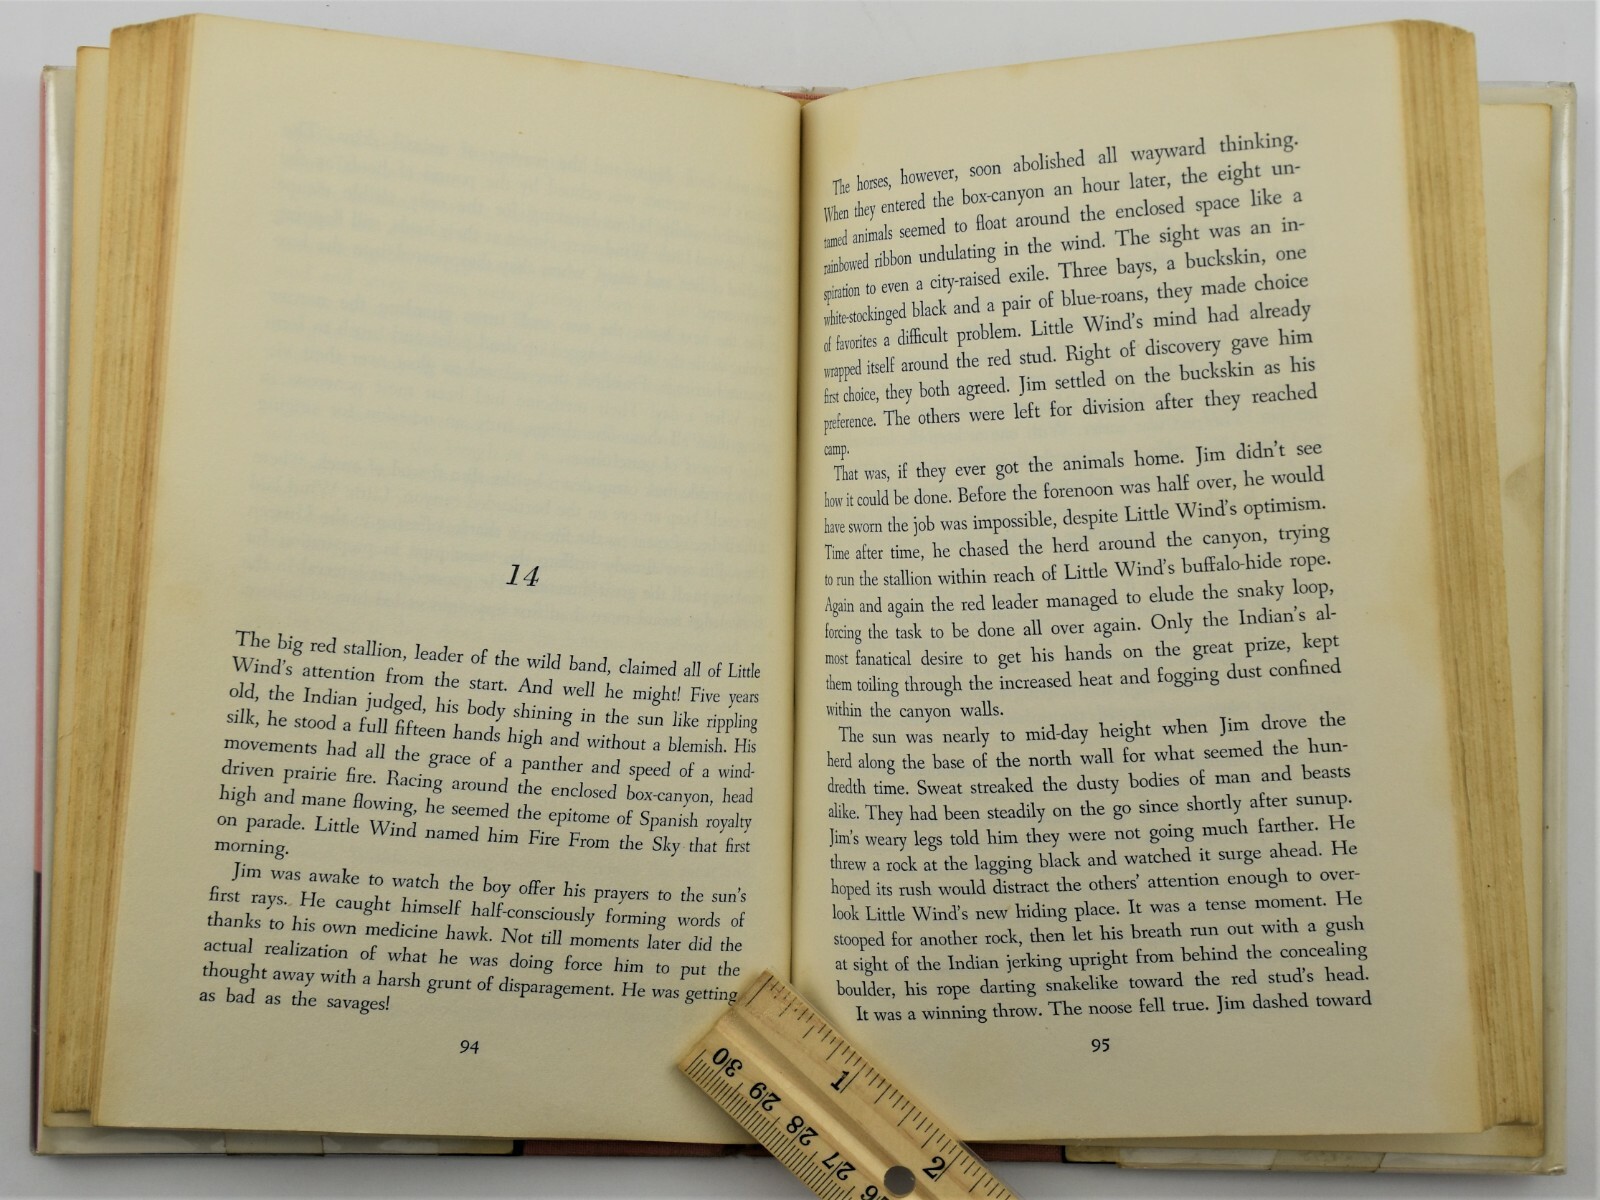 14
The big red stallion, leader of the wild band, claimed all of Little
Wind's attention from the start. And well he might! Five years
old, the Indian judged, his body shining in the sun like rippling
silk, he stood a full fifteen hands high and without a blemish. His
movements had all the grace of a panther and speed of a wind-
driven prairie fire. Racing around the enclosed box-canyon, head
high and mane flowing, he seemed the epitome of Spanish royalty
on parade. Little Wind named him Fire From the Sky that first
morning.
Jim was awake to watch the boy offer his prayers to the sun's
first rays. He caught himself half-consciously forming words of
thanks to his own medicine hawk. Not till moments later did the
actual realization of what he was doing force him to put the
thought away with a harsh grunt of disparagement. He was getting
as bad as the savages!
94
The horses, however, soon abolished all wayward thinking.
When they entered the box-canyon an hour later, the eight un-
tamed animals seemed to float around the enclosed space like a
rainbowed ribbon undulating in the wind. The sight was an in-
spiration to even a city-raised exile. Three bays, a buckskin, one
white-stockinged black and a pair of blue-roans, they made choice
of favorites a difficult problem. Little Wind's mind had already
wrapped itself around the red stud. Right of discovery gave him
first choice, they both agreed. Jim settled on the buckskin as his
preference. The others were left for division after they reached
camp.
That was, if they ever got the animals home. Jim didn't see
how it could be done. Before the forenoon was half over, he would
have sworn the job was impossible, despite Little Wind's optimism.
Time after time, he chased the herd around the canyon, trying
to run the stallion within reach of Little Wind's buffalo-hide rope.
Again and again the red leader managed to elude the snaky loop,
forcing the task to be done all over again. Only the Indian's al-
most fanatical desire to get his hands on the great prize, kept
them toiling through the increased heat and fogging dust confined
within the canyon walls.
The sun was nearly to mid-day height when Jim drove the
herd along the base of the north wall for what seemed the hun-
dredth time. Sweat streaked the dusty bodies of man and beasts
alike. They had been steadily on the go since shortly after sunup.
Jim's weary legs told him they were not going much farther. He
threw a rock at the lagging black and watched it surge ahead. He
hoped its rush would distract the others' attention enough to over-
look Little Wind's new hiding place. It was a tense moment. He
stooped for another rock, then let his breath run out with a gush
at sight of the Indian jerking upright from behind the concealing
boulder, his rope darting snakelike toward the red stud's head.
It was a winning throw. The noose fell true. Jim dashed toward
95
1
2
30
29
28
27